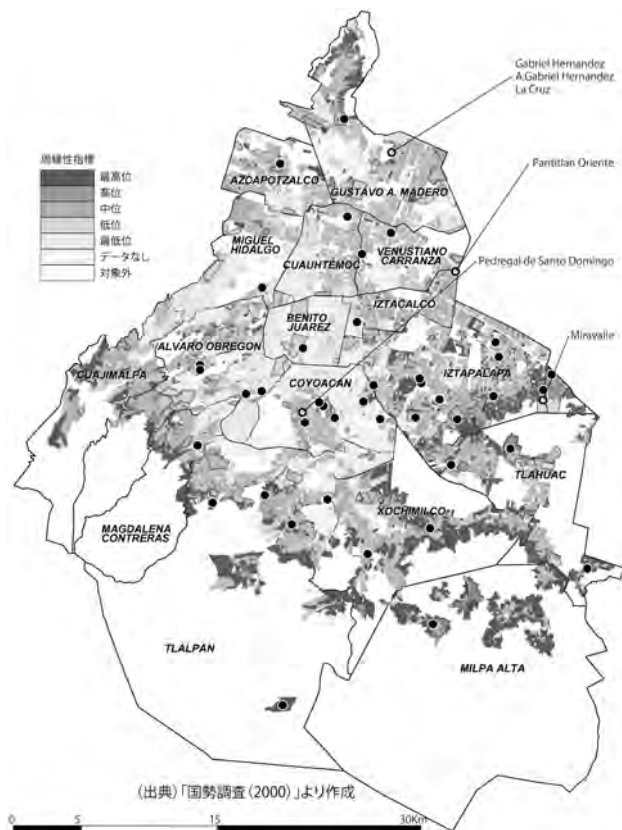 Gabriel Hernandez
A.Gabriel Hernandez
La Cruz
周縁性指標
最高位
高位
中位
低位
最低位
データなし
対象外
Pantitlan Oriente
AZCAPOTZALCO
GUSTAVO A. MADERO
MIGUEL
HIDALGO
CUAUHTEMOC
VENUSTIANO
CARRANZA
Pedregal de Santo Domingo
IZTACALCO
BENITO
JUAREZ
Miravalle
ALVARO OBREGON
IZTAPALAPA
CUAJIMALPA
COYOACAN
TLAHUAC
XOCHIMILCO
MAGDALENA
CONTRERAS
TLALPAN
MILPA ALTA
(出典)「国勢調査(2000)」より作成
0 5 15 30Km